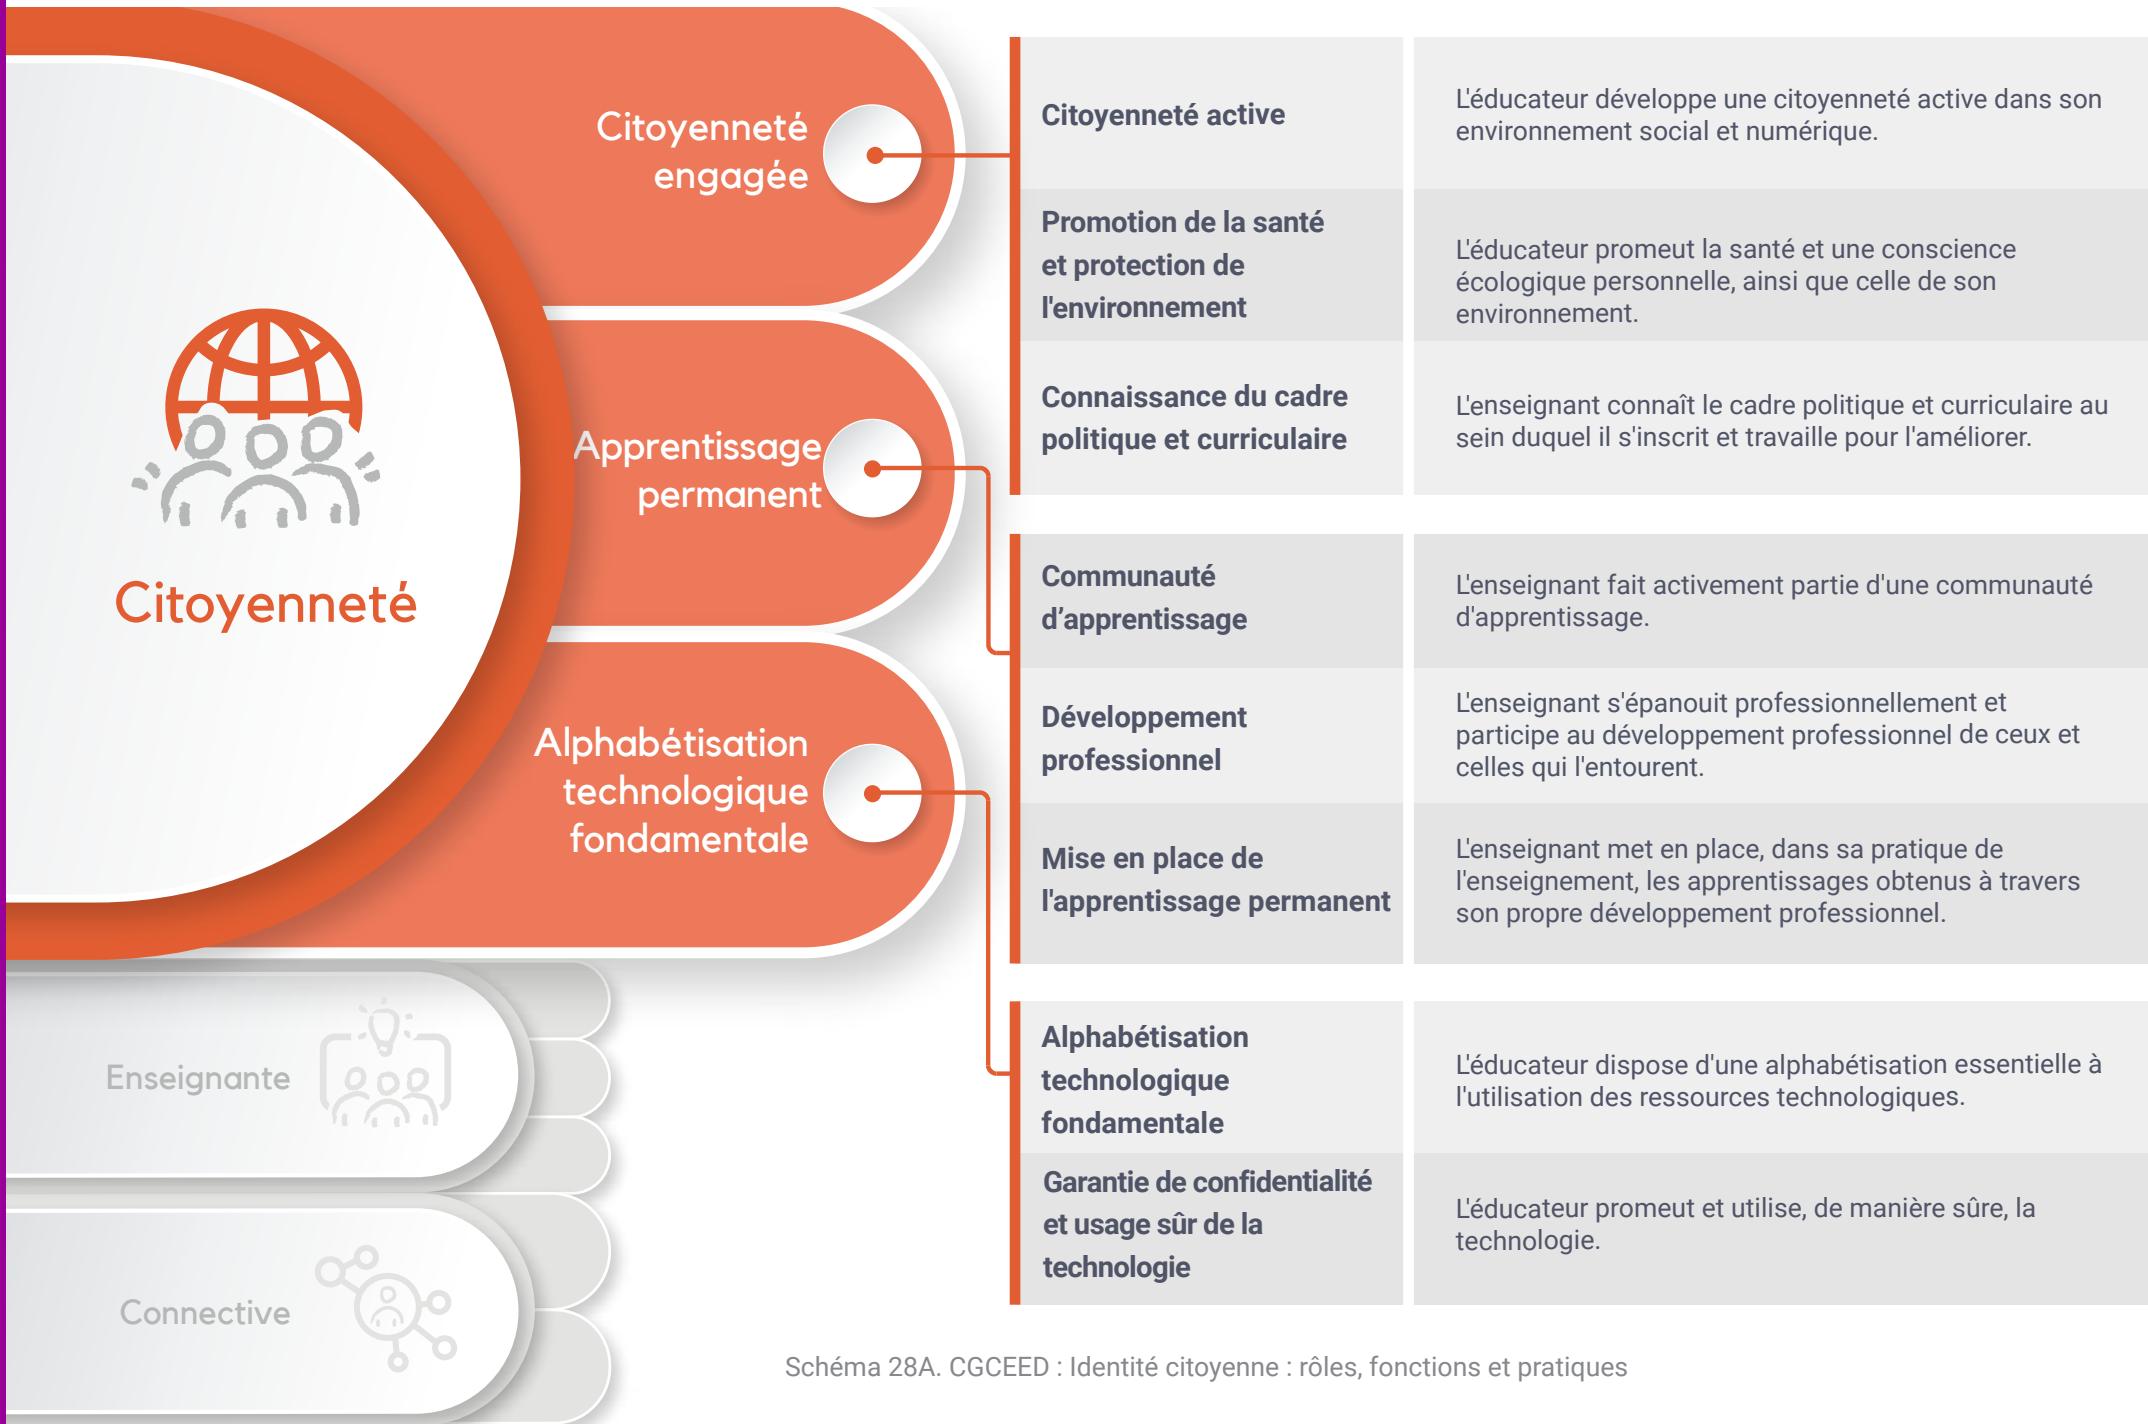 Citoyenneté
Citoyenneté
engagée
Apprentissage
permanent
Alphabétisation
technologique
fondamentale
Enseignante
Connective
Citoyenneté active
L'éducateur développe une citoyenneté active dans son
environnement social et numérique.
Promotion de la santé
et protection de
l'environnement
L'éducateur promeut la santé et une conscience
écologique personnelle, ainsi que celle de son
environnement.
Connaissance du cadre
politique et curriculaire
L'enseignant connaît le cadre politique et curriculaire au
sein duquel il s'inscrit et travaille pour l'améliorer.
Communauté
d’apprentissage
L'enseignant fait activement partie d'une communauté
d'apprentissage.
Développement
professionnel
L'enseignant s'épanouit professionnellement et
participe au développement professionnel de ceux et
celles qui l'entourent.
Mise en place de
l'apprentissage permanent
L'enseignant met en place, dans sa pratique de
l'enseignement, les apprentissages obtenus à travers
son propre développement professionnel.
Alphabétisation
technologique
fondamentale
L'éducateur dispose d'une alphabétisation essentielle à
l'utilisation des ressources technologiques.
Garantie de confidentialité
et usage sûr de la
technologie
L'éducateur promeut et utilise, de manière sûre, la
technologie.
Schéma 28A. CGCEED : Identité citoyenne : rôles, fonctions et pratiques